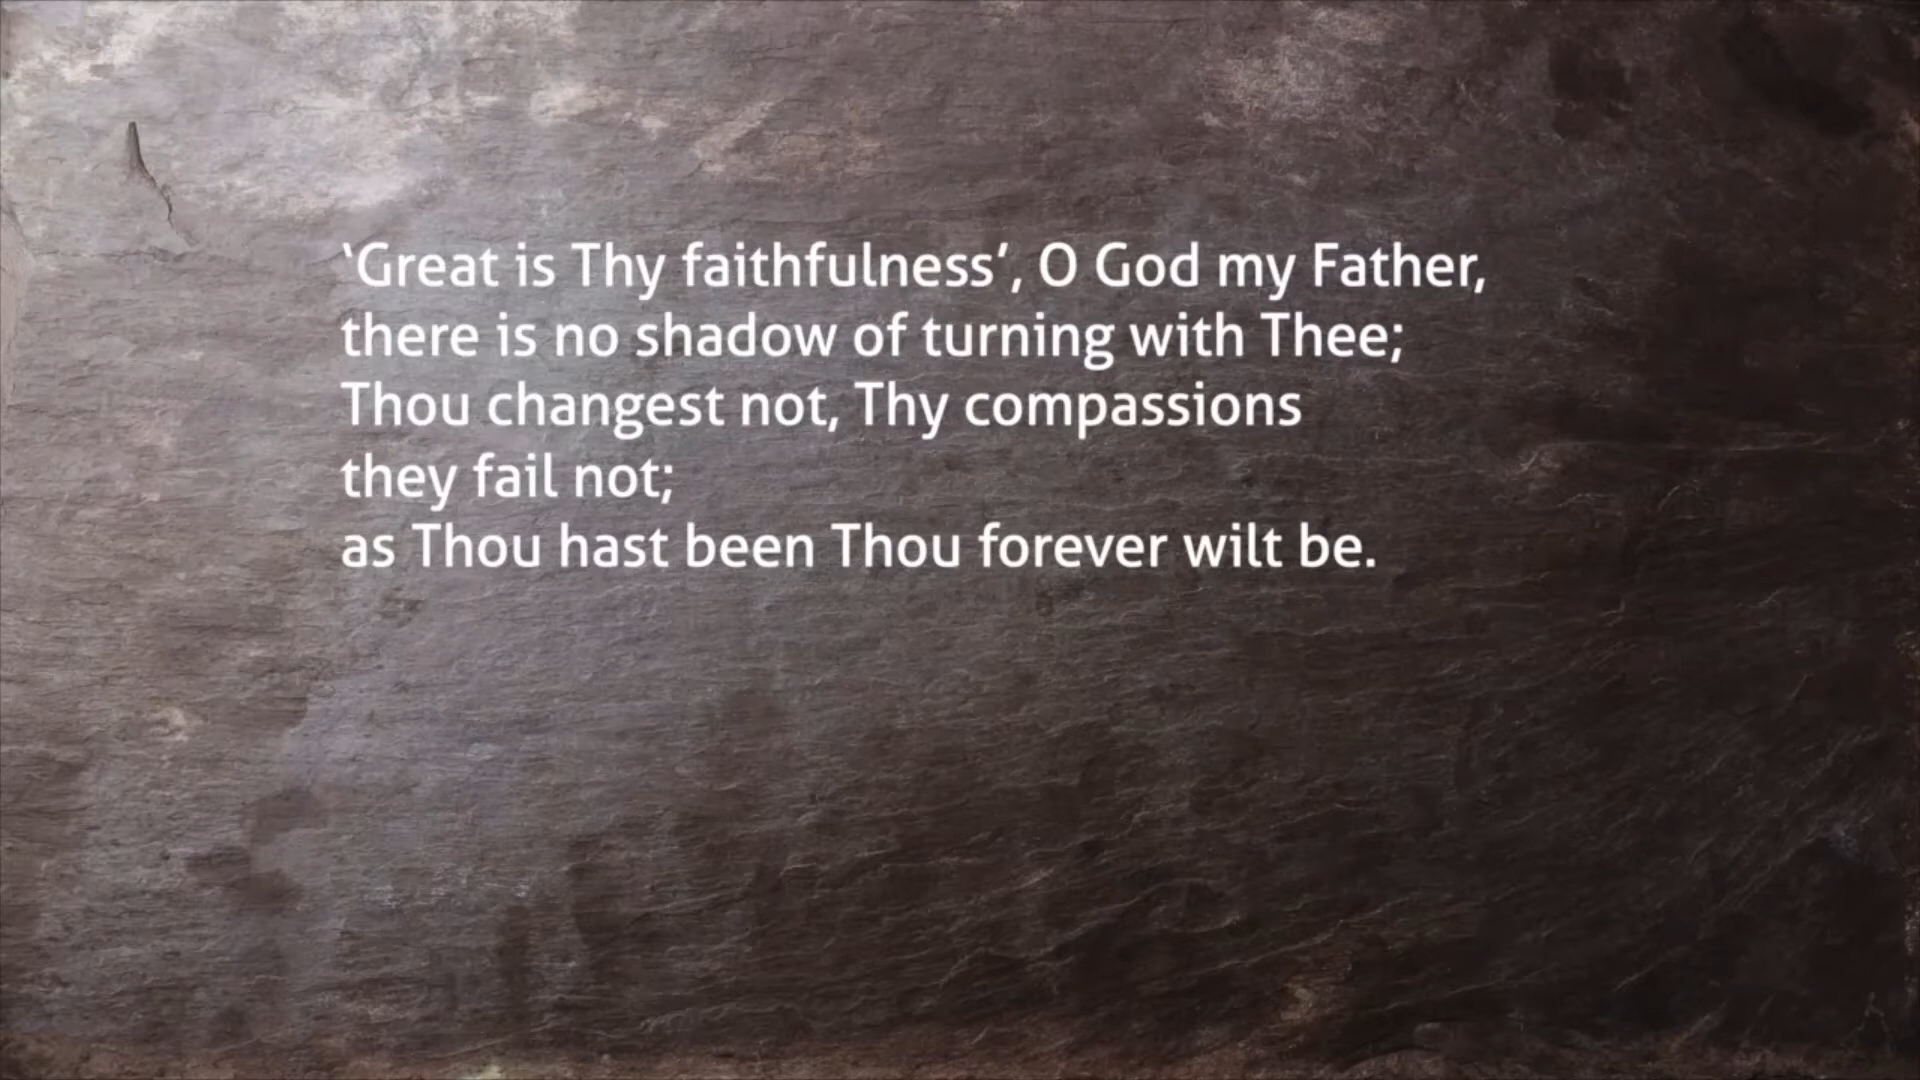 ‘Great is Thy faithfulness’, O God my Father,
there is no shadow of turning with Thee;
Thou changest not, Thy compassions
they fail not;
as Thou hast been Thou forever wilt be.